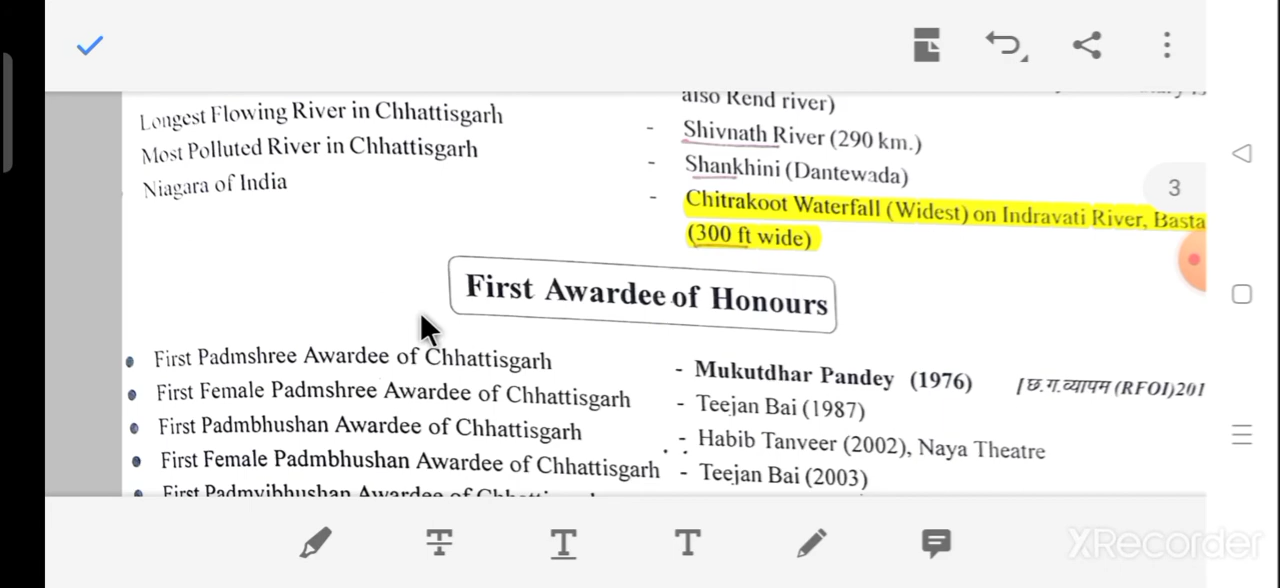 also Rend river)
Longest Flowing River in Chhattisgarh - Shivnath River (290 km.)
Most Polluted River in Chhattisgarh - Shankhini (Dantewada)
Niagara of India - Chitrakoot Waterfall (Widest) on Indravati River, Basta
(300 ft wide)
3
First Awardee of Honours
• First Padmshree Awardee of Chhattisgarh - Mukutdhar Pandey (1976) [छ.ग.व्यापम (RFOI)201
• First Female Padmshree Awardee of Chhattisgarh - Teejan Bai (1987)
• First Padmbhushan Awardee of Chhattisgarh - Habib Tanveer (2002), Naya Theatre
• First Female Padmbhushan Awardee of Chhattisgarh - Teejan Bai (2003)
• First Padmvibhushan Awardee of
T T T
XRecorder